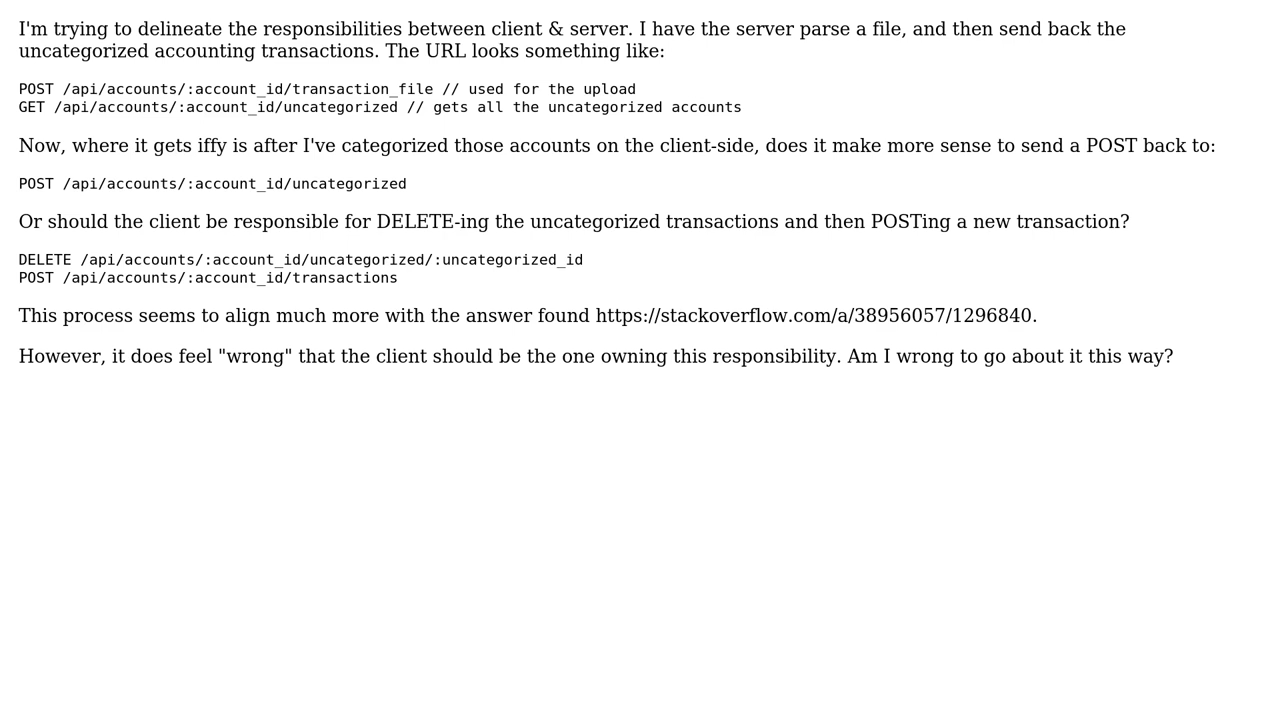 I'm trying to delineate the responsibilities between client & server. I have the server parse a file, and then send back the
uncategorized accounting transactions. The URL looks something like:
POST /api/accounts/:account_id/transaction_file // used for the upload
GET /api/accounts/:account_id/uncategorized // gets all the uncategorized accounts
Now, where it gets iffy is after I've categorized those accounts on the client-side, does it make more sense to send a POST back to:
POST /api/accounts/:account_id/uncategorized
Or should the client be responsible for DELETE-ing the uncategorized transactions and then POSTing a new transaction?
DELETE /api/accounts/:account_id/uncategorized/:uncategorized_id
POST /api/accounts/:account_id/transactions
This process seems to align much more with the answer found https://stackoverflow.com/a/38956057/1296840.
However, it does feel "wrong" that the client should be the one owning this responsibility. Am I wrong to go about it this way?